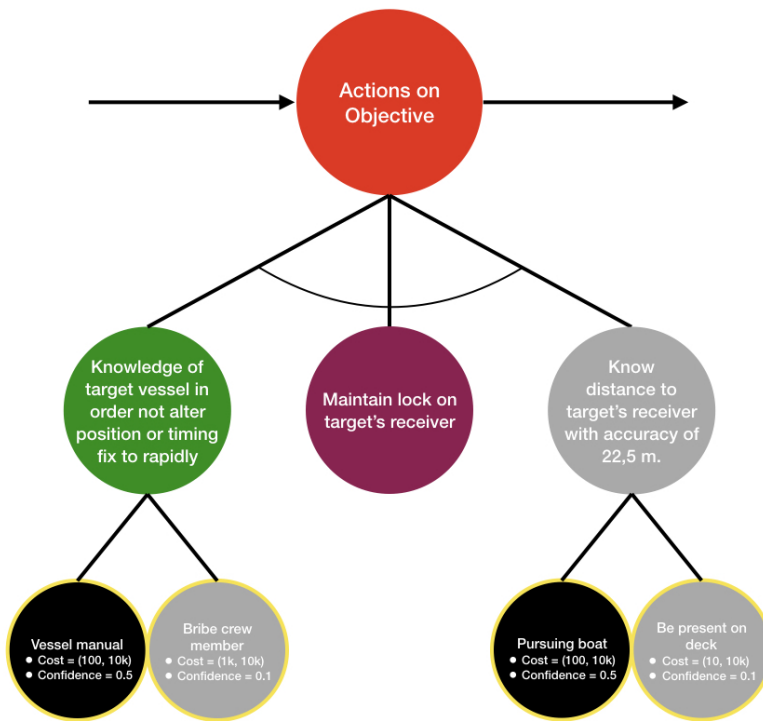 Actions on
Objective
Knowledge of
target vessel in
order not alter
position or timing
fix to rapidly
Maintain lock on
target's receiver
Know
distance to
target's receiver
with accuracy of
22,5 m.
Vessel manual
• Cost = (100, 10k)
• Confidence = 0.5
Bribe crew
member
• Cost = (1k, 10k)
• Confidence = 0.1
Pursuing boat
• Cost = (100, 10k)
• Confidence = 0.5
Be present on
deck
• Cost = (10, 10k)
• Confidence = 0.1